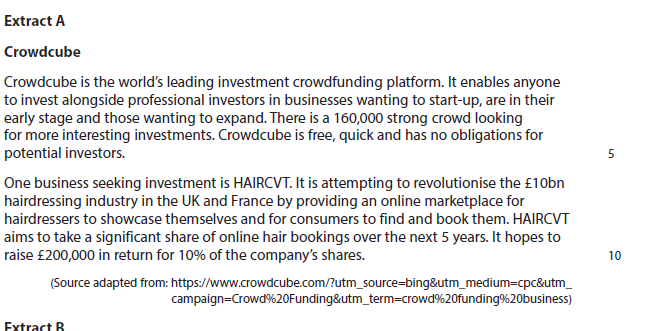 Extract A
Crowdcube
Crowdcube is the world’s leading investment crowdfunding platform. It enables anyone
to invest alongside professional investors in businesses wanting to start-up, are in their
early stage and those wanting to expand. There is a 160,000 strong crowd looking
for more interesting investments. Crowdcube is free, quick and has no obligations for
potential investors. 5
One business seeking investment is HAIRCVT. It is attempting to revolutionise the £10bn
hairdressing industry in the UK and France by providing an online marketplace for
hairdressers to showcase themselves and for consumers to find and book them. HAIRCVT
aims to take a significant share of online hair bookings over the next 5 years. It hopes to
raise £200,000 in return for 10% of the company’s shares. 10
(Source adapted from: https://www.crowdcube.com/?utm_source=bing&utm_medium=cpc&utm_
campaign=Crowd%20Funding&utm_term=crowd%20funding%20business)
Extract B